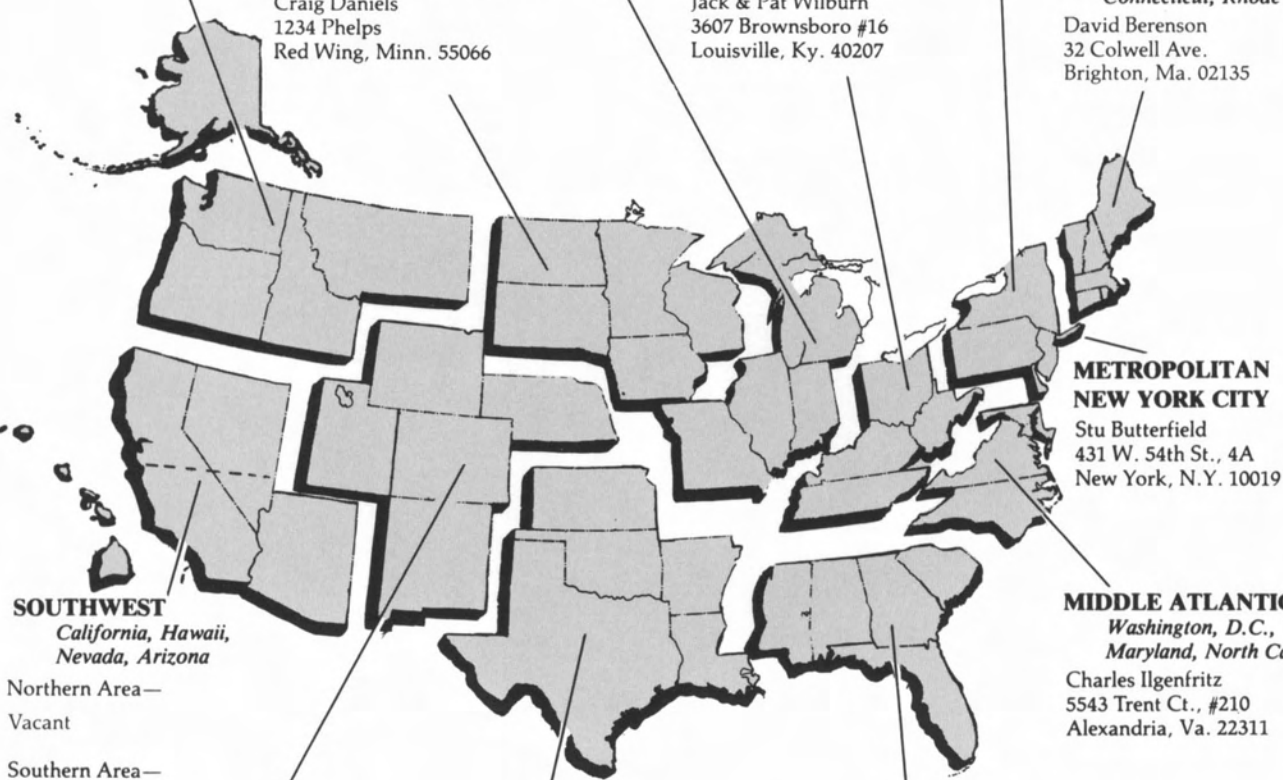 Craig Daniels
1234 Phelps
Red Wing, Minn. 55066
Jack & Pat Wilburn
3607 Brownsboro #16
Louisville, Ky. 40207
Connecticut, Rhode
David Berenson
32 Colwell Ave.
Brighton, Ma. 02135
METROPOLITAN
NEW YORK CITY
Stu Butterfield
431 W. 54th St., 4A
New York, N.Y. 10019
SOUTHWEST
California, Hawaii,
Nevada, Arizona
Northern Area—
Vacant
Southern Area—
MIDDLE ATLANTIC
Washington, D.C.,
Maryland, North Ca
Charles Ilgenfritz
5543 Trent Ct., #210
Alexandria, Va. 22311